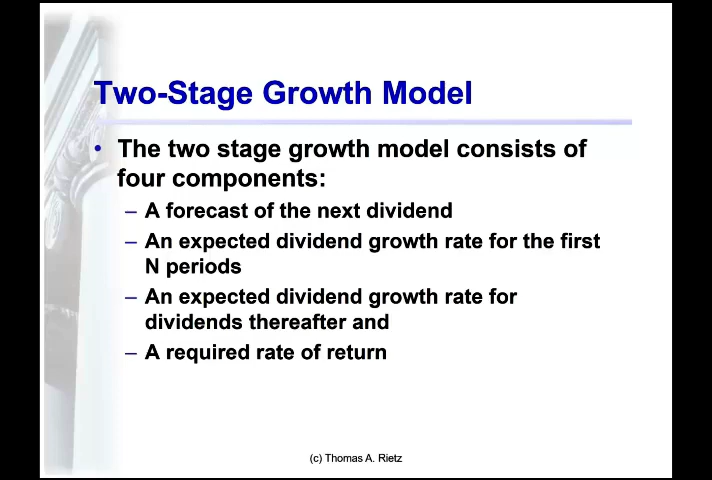 Two-Stage Growth Model
• The two stage growth model consists of
four components:
– A forecast of the next dividend
– An expected dividend growth rate for the first
N periods
– An expected dividend growth rate for
dividends thereafter and
– A required rate of return
(c) Thomas A. Rietz